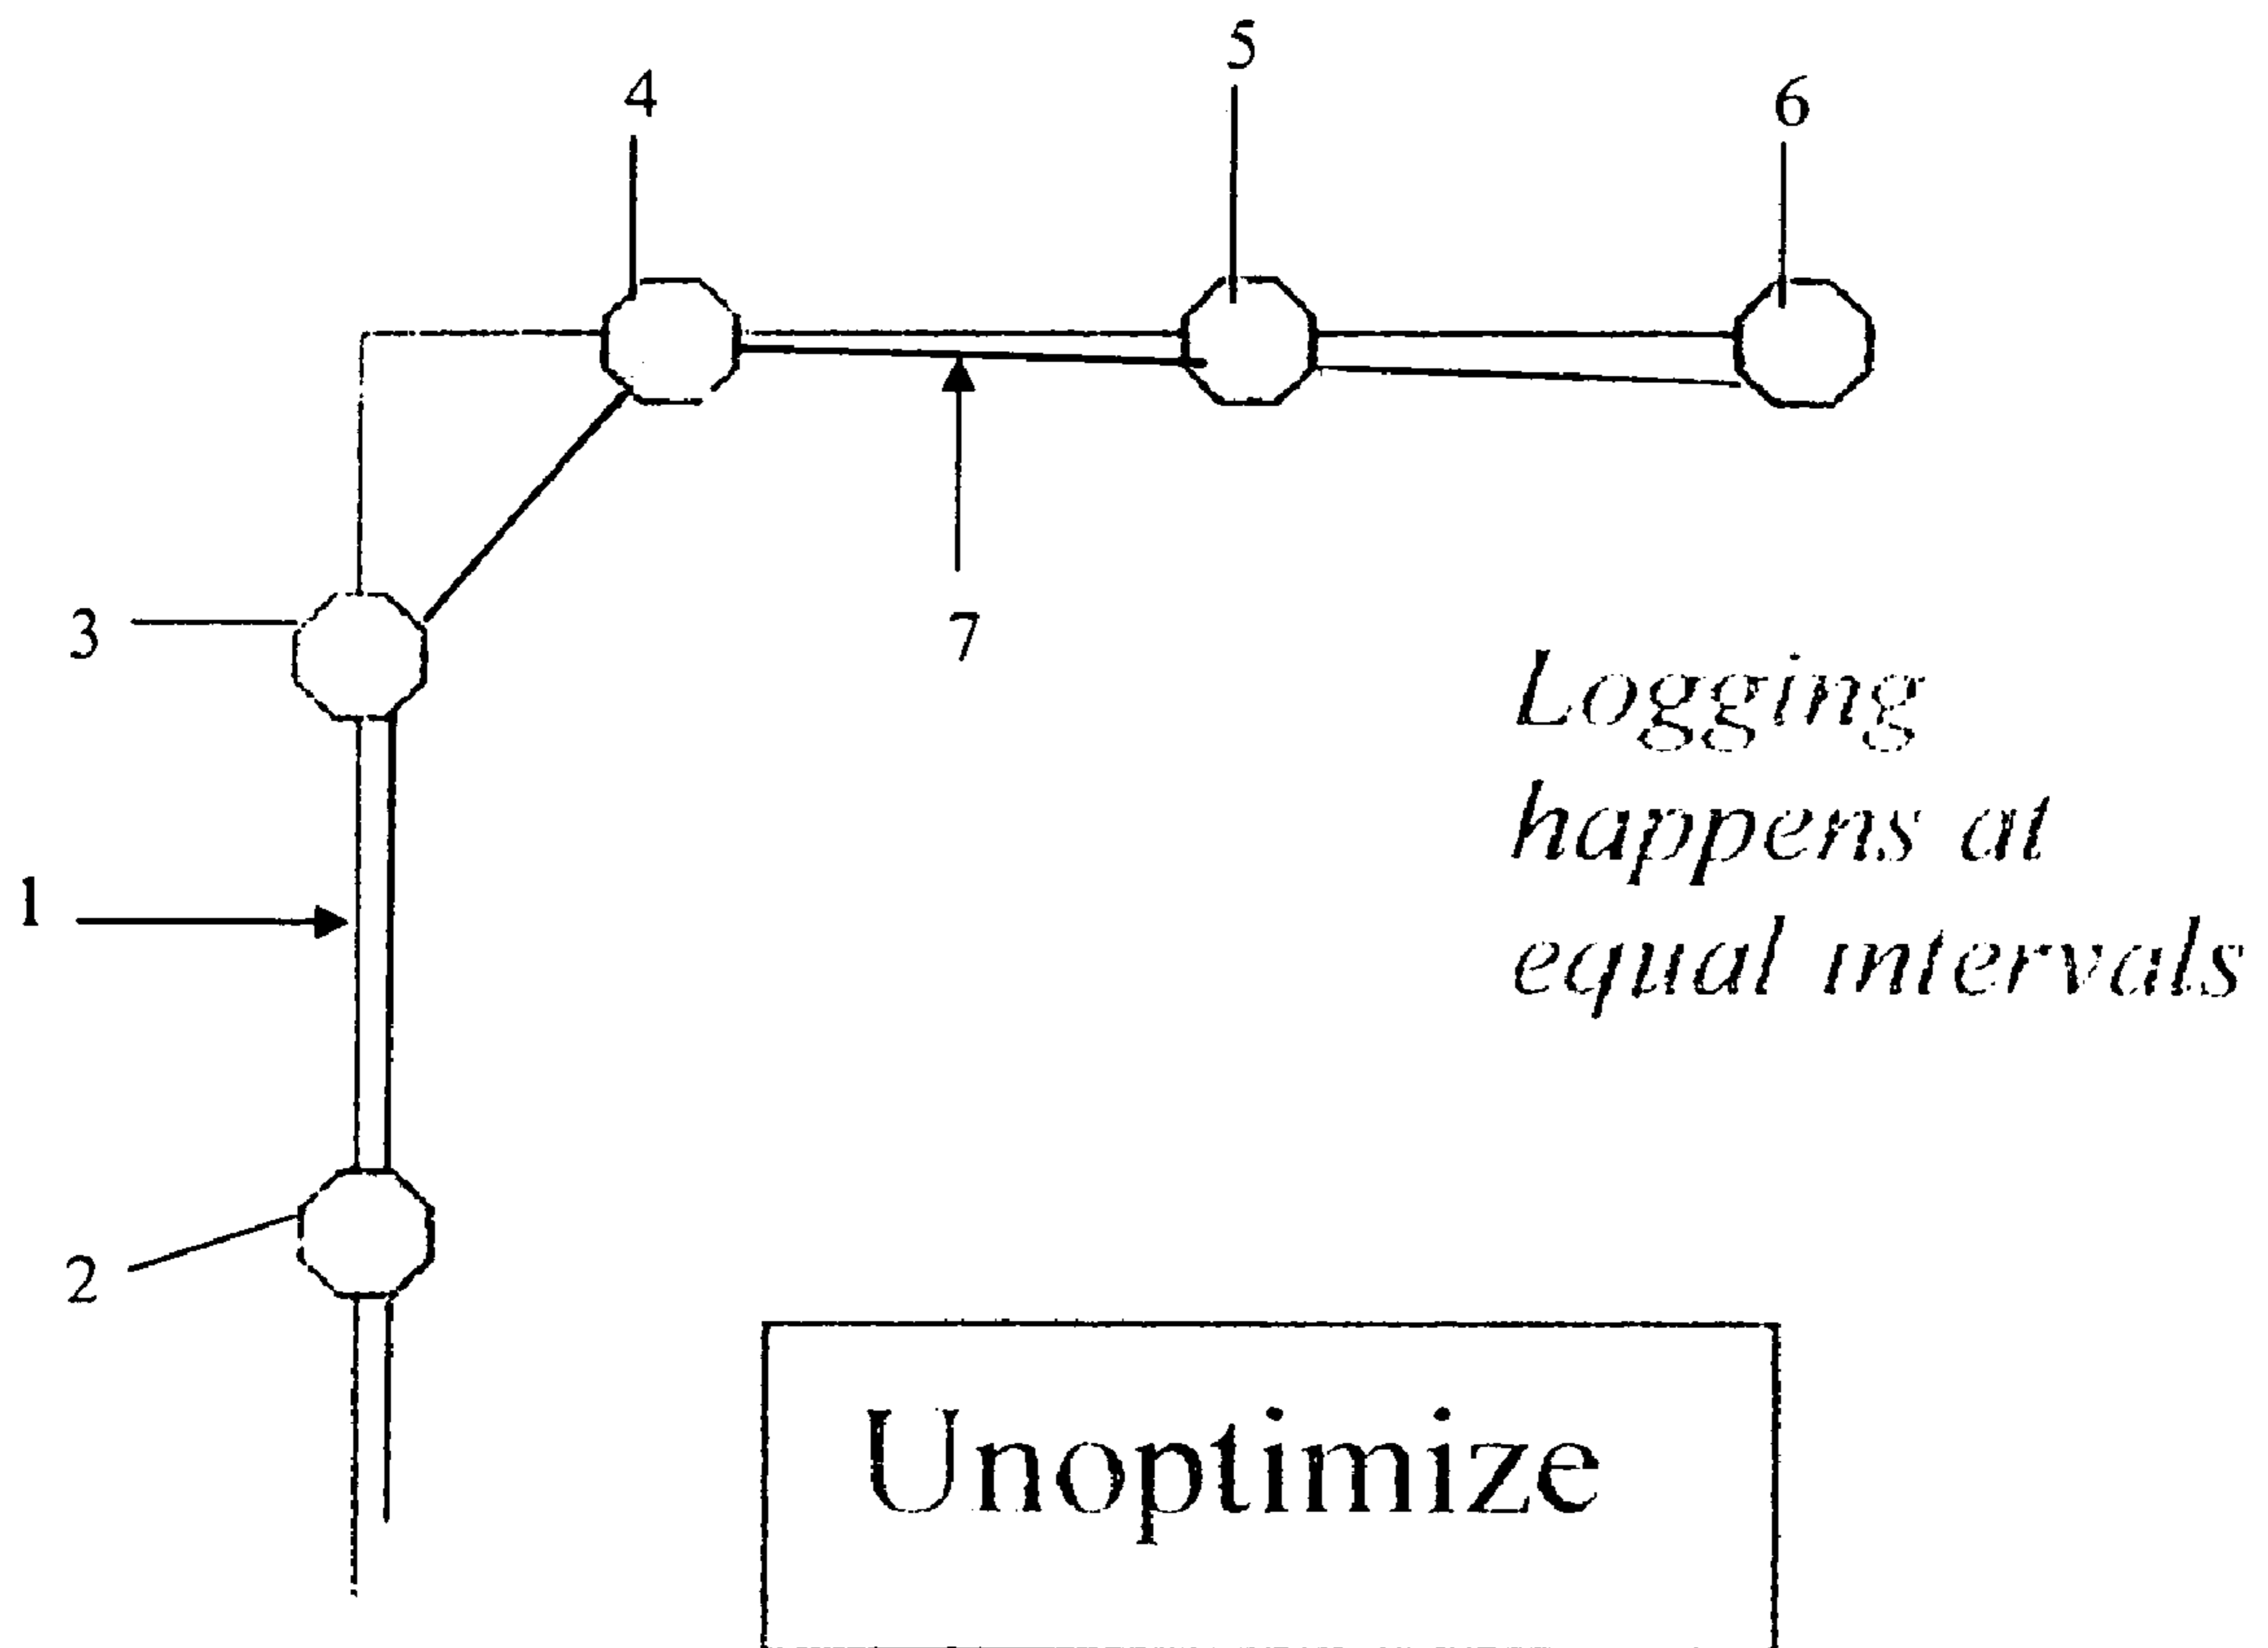 5
4
6
3
7
Logging
happens at
equal intervals
1
2
Unoptimize